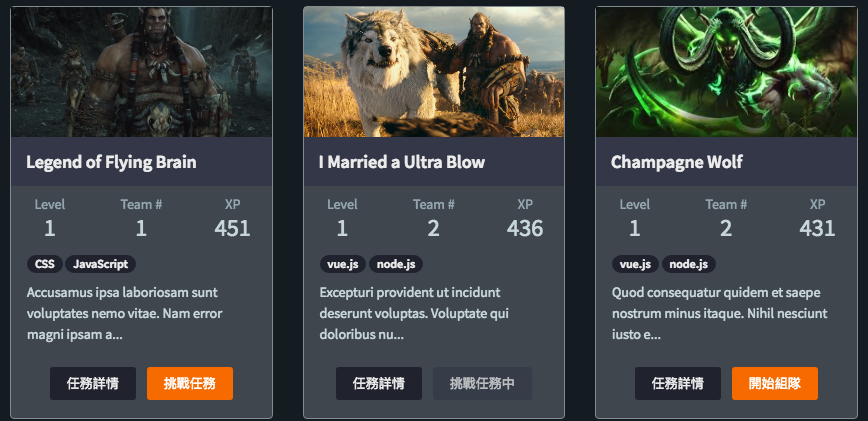 Legend of Flying Brain
Level Team # XP
1 1 451
CSS JavaScript
Accusamus ipsa laboriosam sunt
voluptates nemo vitae. Nam error
magni ipsam a...
任務詳情 挑戰任務
I Married a Ultra Blow
Level Team # XP
1 2 436
vue.js node.js
Excepturi provident ut incidunt
deserunt voluptas. Voluptate qui
doloribus nu...
任務詳情 挑戰任務中
Champagne Wolf
Level Team # XP
1 2 431
vue.js node.js
Quod consequatur quidem et saepe
nostrum minus itaque. Nihil nesciunt
iusto e...
任務詳情 開始組隊